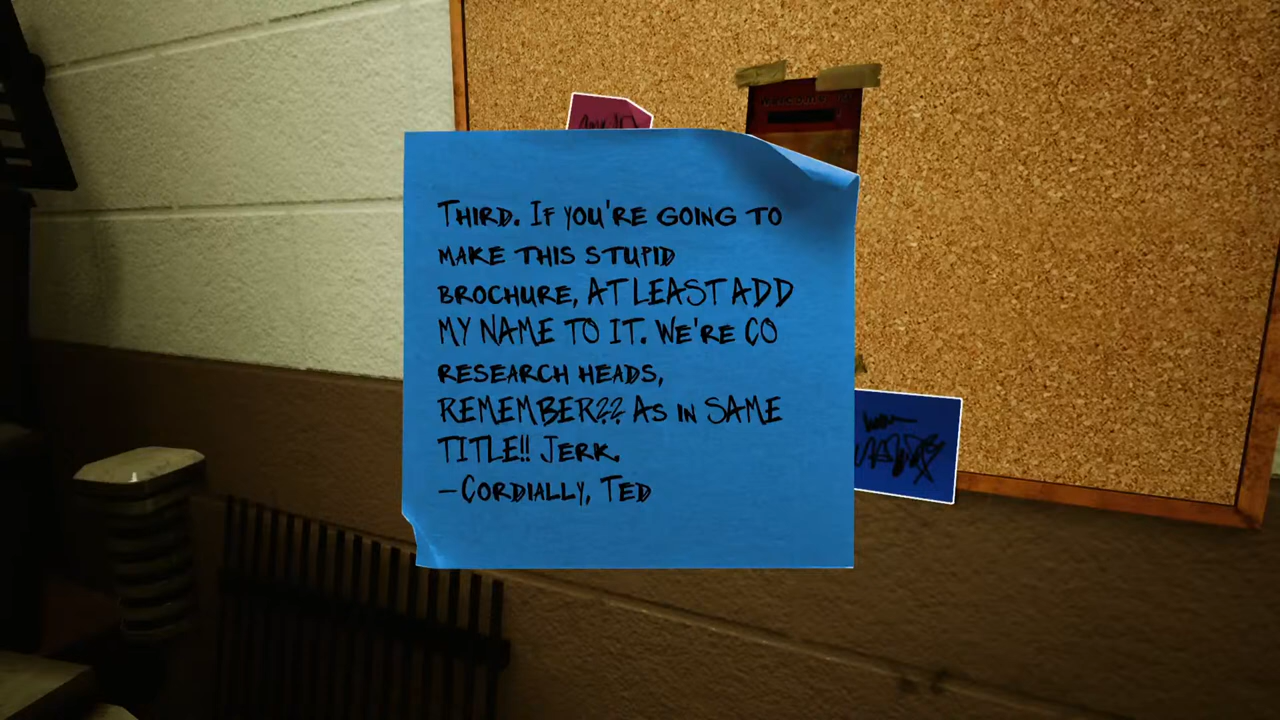 Welcome
Third. If you're going to
make this stupid
brochure, AT LEAST ADD
MY NAME TO IT. We're CO
research heads,
REMEMBER?? As in SAME
TITLE!! Jerk.
–Cordially, Ted